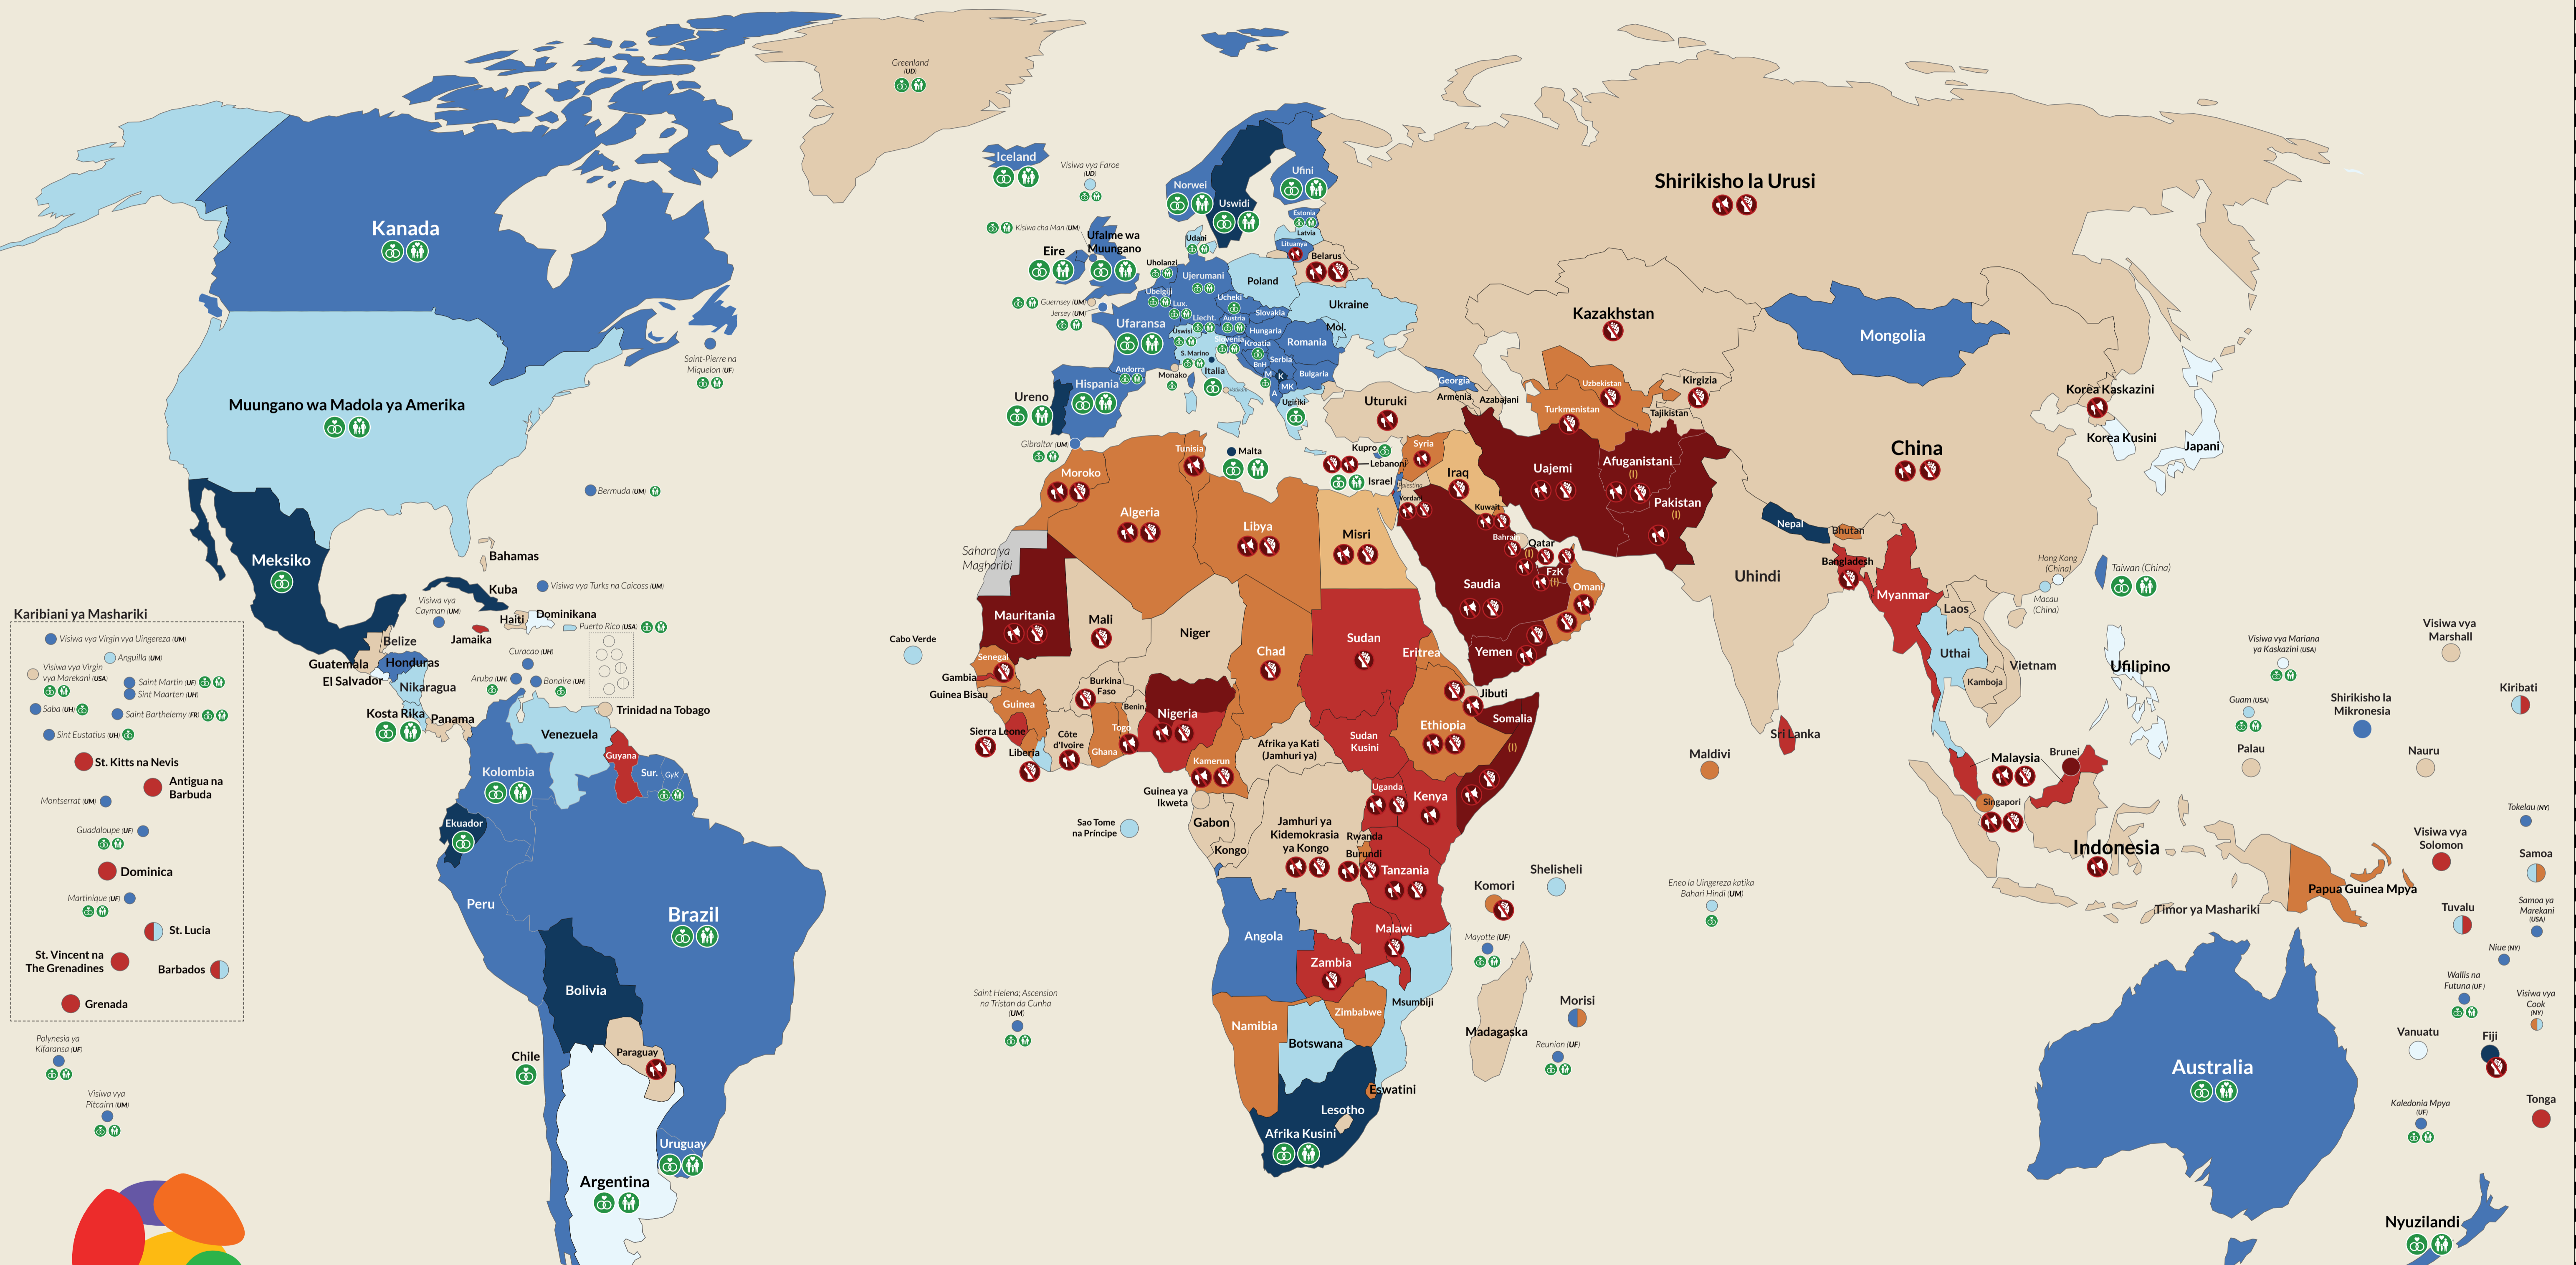 Greenland
(UD)
Iceland
Visiwa vya Faroe
(UD)
Norwei
Ufini
Uswidi
Shirikisho la Urusi
Kanada
Kisiwa cha Man (UM)
Ufalme wa
Muungano
Eire
Udani
Estonia
Latvia
Lituanya
Belarus
Uholanzi
Ujerumani
Poland
Guernsey (UM)
Jersey (UM)
Ubelgiji
Lux.
Ucheki
Ukraine
Slovakia
Liecht.
Austria
Ufaransa
Uswisi
Hungaria
Mol.
Slovenia
Kroatia
Romania
S. Marino
BnH
Serbia
Monako
Italia
Andorra
M
K
Bulgaria
MK
A
Hispania
Ureno
Ugiriki
Gibraltar (UM)
Malta
Saint-Pierre na
Miquelon (UF)
Muungano wa Madola ya Amerika
Kazakhstan
Mongolia
Georgia
Armenia
Azabajani
Uzbekistan
Turkmenistan
Kirgizia
Tajikistan
Uturuki
Korea Kaskazini
Korea Kusini
Japani
China
Kupro
Lebanoni
Israel
Syria
Palestina
Yordani
Iraq
Kuwait
Uajemi
Afuganistani
(I)
Pakistan
(I)
Bahrain
Qatar
(I)
FzK
(I)
Saudia
Omani
Yemen
Nepal
Bhutan
Bangladesh
Uhindi
Myanmar
Hong Kong
(China)
Macau
(China)
Taiwan (China)
Laos
Uthai
Vietnam
Kamboja
Ufilipino
Sri Lanka
Maldivi
Malaysia
Brunei
Singapori
Indonesia
Timor ya Mashariki
Papua Guinea Mpya
Bermuda (UM)
Meksiko
Bahamas
Kuba
Visiwa vya Turks na Caicoss (UM)
Visiwa vya
Cayman (UM)
Haiti
Dominikana
Jamaika
Puerto Rico (USA)
Belize
Guatemala
Honduras
El Salvador
Nikaragua
Curacao (UH)
Aruba (UH)
Bonaire (UH)
Kosta Rika
Panama
Trinidad na Tobago
Venezuela
Guyana
Sur.
GyK
Kolombia
Ekuador
Peru
Brazil
Bolivia
Paraguay
Chile
Uruguay
Argentina
Karibiani ya Mashariki
Visiwa vya Virgin vya Uingereza (UM)
Anguilla (UM)
Visiwa vya Virgin
vya Marekani (USA)
Saint Martin (UF)
Sint Maarten (UH)
Saba (UH)
Saint Barthelemy (FR)
Sint Eustatius (UH)
St. Kitts na Nevis
Antigua na
Barbuda
Montserrat (UM)
Guadaloupe (UF)
Dominica
Martinique (UF)
St. Lucia
St. Vincent na
The Grenadines
Barbados
Grenada
Polynesia ya
Kifaransa (UF)
Visiwa vya
Pitcairn (UM)
Moroko
Tunisia
Algeria
Libya
Misri
Sahara ya
Magharibi
Mauritania
Mali
Niger
Chad
Sudan
Eritrea
Cabo Verde
Senegal
Gambia
Guinea Bisau
Guinea
Sierra Leone
Liberia
Côte
d'Ivoire
Burkina
Faso
Ghana
Togo
Benin
Nigeria
Kamerun
Afrika ya Kati
(Jamhuri ya)
Sudan
Kusini
Ethiopia
Jibuti
Somalia
(I)
Guinea ya
Ikweta
Sao Tome
na Príncipe
Gabon
Kongo
Jamhuri ya
Kidemokrasia
ya Kongo
Uganda
Kenya
Rwanda
Burundi
Tanzania
Angola
Zambia
Malawi
Msumbiji
Zimbabwe
Namibia
Botswana
Eswatini
Lesotho
Afrika Kusini
Saint Helena; Ascension
na Tristan da Cunha
(UM)
Komori
Mayotte (UF)
Madagaska
Shelisheli
Morisi
Reunion (UF)
Eneo la Uingereza katika
Bahari Hindi (UM)
Visiwa vya Mariana
ya Kaskazini (USA)
Guam (USA)
Palau
Visiwa vya
Marshall
Shirikisho la
Mikronesia
Kiribati
Nauru
Tokelau (NY)
Visiwa vya
Solomon
Samoa
Tuvalu
Samoa ya
Marekani
(USA)
Niue (NY)
Wallis na
Futuna (UF)
Visiwa vya
Cook
(NY)
Vanuatu
Fiji
Kaledonia Mpya
(UF)
Tonga
Australia
Nyuzilandi